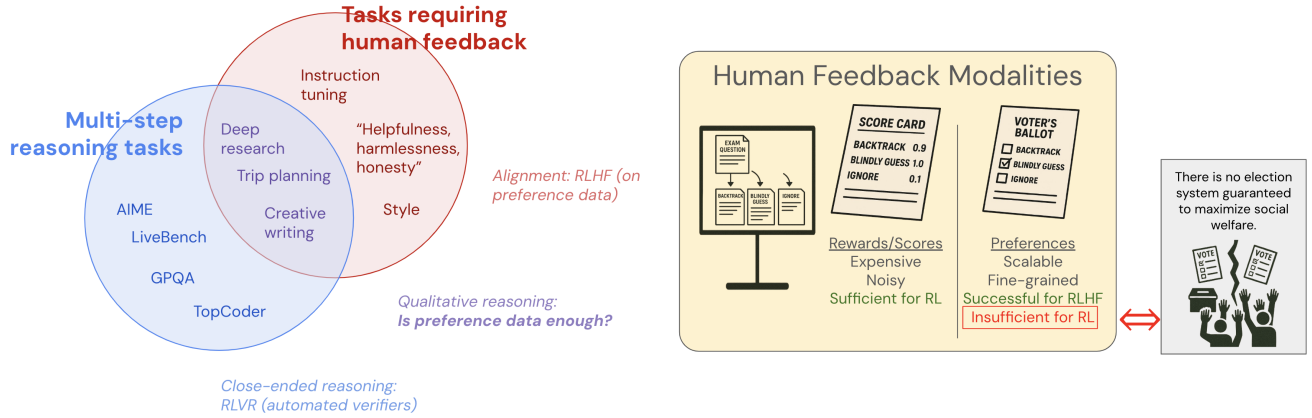 Tasks requiring
human feedback
Instruction
tuning
Multi-step
reasoning tasks
Deep
research
"Helpfulness,
harmlessness,
honesty"
Trip planning
Alignment: RLHF (on
preference data)
AIME
Creative
writing
Style
LiveBench
GPQA
TopCoder
Qualitative reasoning:
Is preference data enough?
Close-ended reasoning:
RLVR (automated verifiers)
Human Feedback Modalities
EXAM
QUESTION
BACKTRACK
BLINDLY
GUESS
IGNORE
SCORE CARD
BACKTRACK 0.9
BLINDLY GUESS 1.0
IGNORE 0.1
VOTER'S
BALLOT
BACKTRACK
BLINDLY GUESS
IGNORE
Rewards/Scores
Expensive
Noisy
Sufficient for RL
Preferences
Scalable
Fine-grained
Successful for RLHF
Insufficient for RL
There is no election
system guaranteed
to maximize social
welfare.
VOTE
VOTE